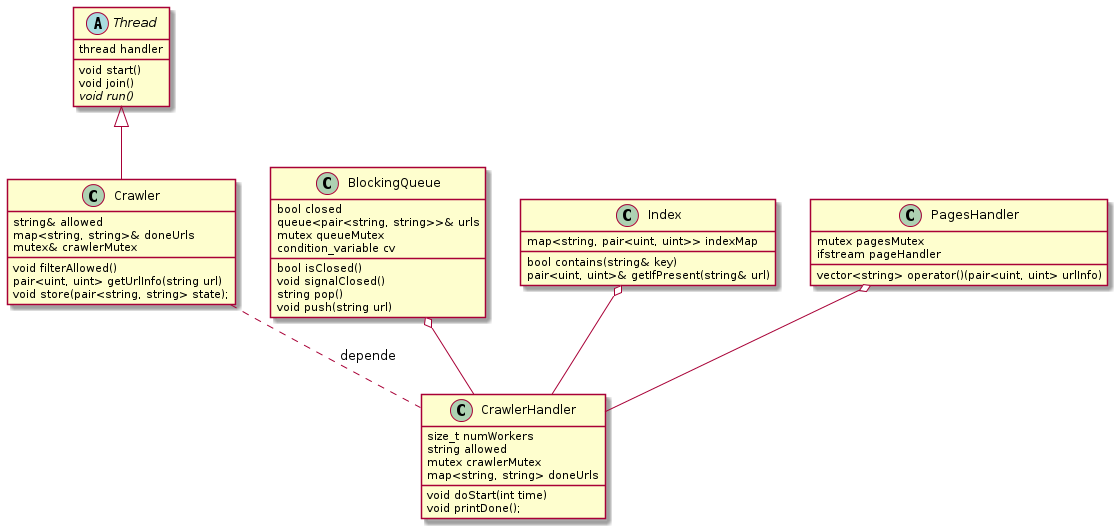 A Thread
thread handler
void start()
void join()
void run()
C Crawler
string& allowed
map<string, string>& doneUrls
mutex& crawlerMutex
void filterAllowed()
pair<uint, uint> getUrlInfo(string url)
void store(pair<string, string> state);
C BlockingQueue
bool closed
queue<pair<string, string>>& urls
mutex queueMutex
condition_variable cv
bool isClosed()
void signalClosed()
string pop()
void push(string url)
C Index
map<string, pair<uint, uint>> indexMap
bool contains(string& key)
pair<uint, uint>& getIfPresent(string& url)
C PagesHandler
mutex pagesMutex
ifstream pageHandler
vector<string> operator()(pair<uint, uint> urlInfo)
depende
C CrawlerHandler
size_t numWorkers
string allowed
mutex crawlerMutex
map<string, string> doneUrls
void doStart(int time)
void printDone();